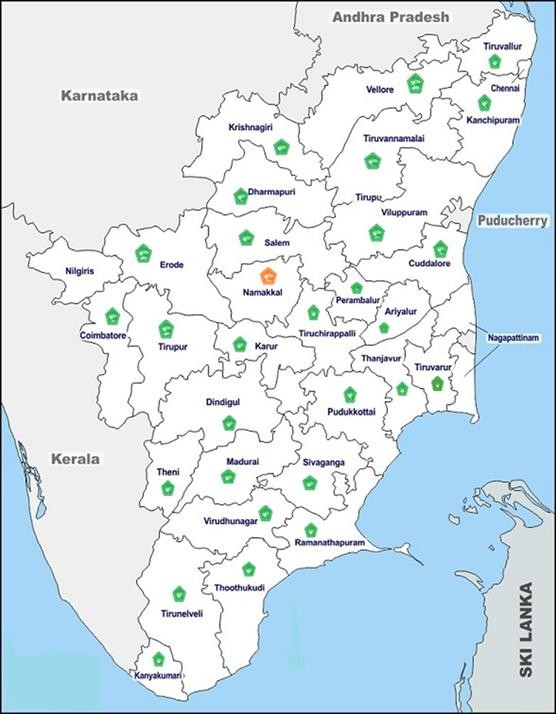 Andhra Pradesh
Tiruvallur
Karnataka
Vellore
Chennai
Kanchipuram
Krishnagiri
Tiruvannamalai
Dharmapuri
Tirupu
Viluppuram
Puducherry
Salem
Cuddalore
Nilgiris
Erode
Namakkal
Perambalur
Ariyalur
Coimbatore
Tiruchirappalli
Nagapattinam
Tirupur
Karur
Thanjavur
Tiruvarur
Dindigul
Pudukkottai
Kerala
Theni
Madurai
Sivaganga
Virudhunagar
Ramanathapuram
Thoothukudi
Tirunelveli
SKI LANKA
Kanyakumari